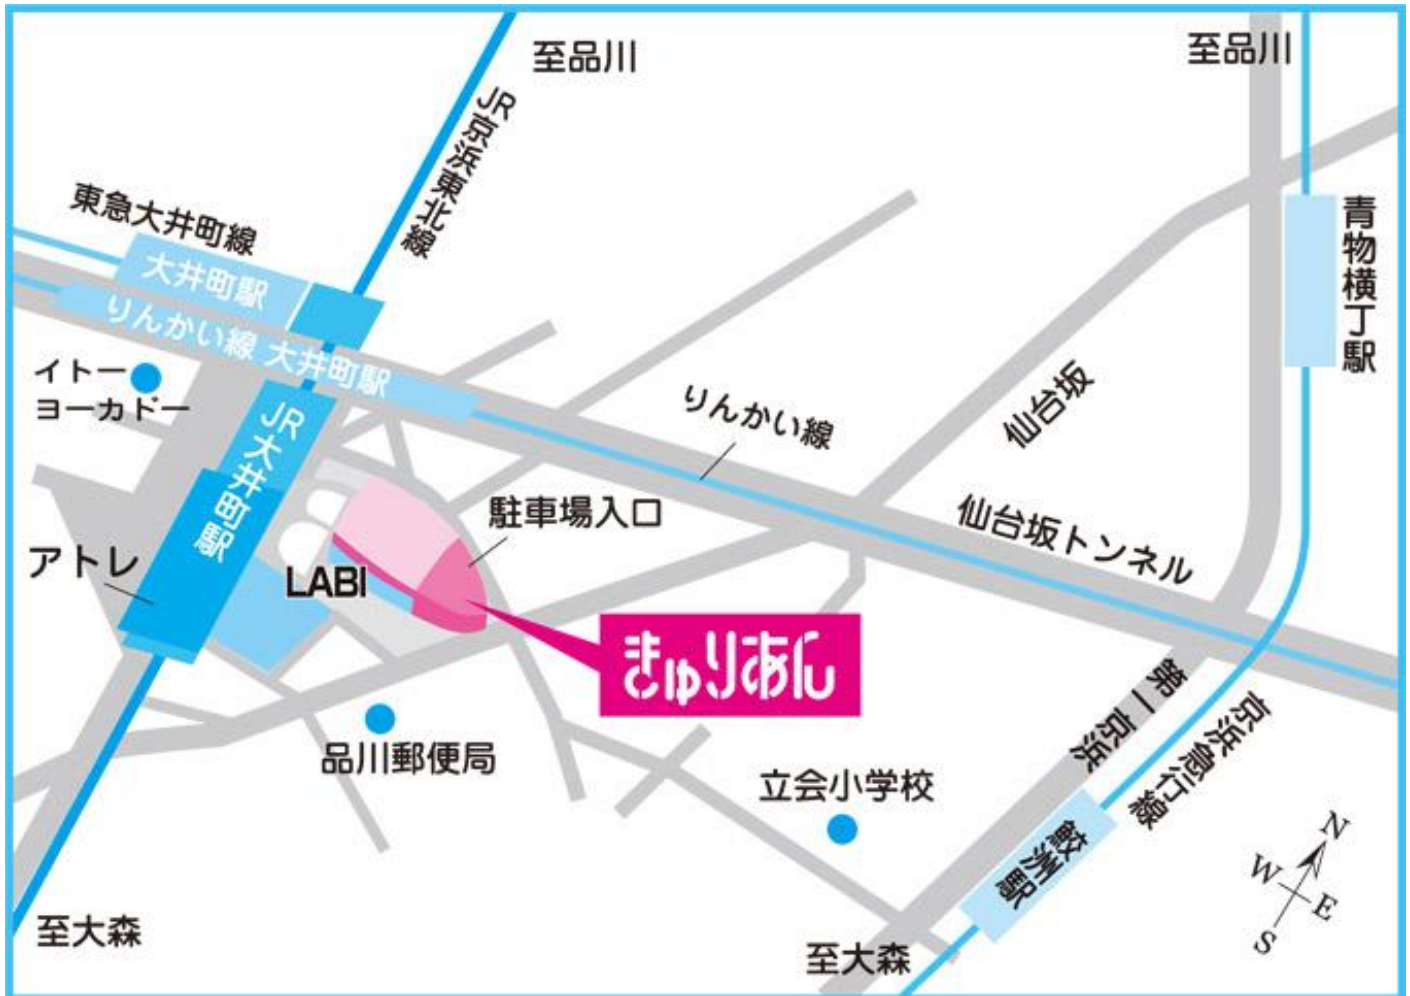 至品川
至品川
JR京浜東北線
東急大井町線
大井町駅
りんかい線 大井町駅
青物横丁駅
イトー
ヨーカドー
JR大井町駅
りんかい線
仙台坂
駐車場入口
仙台坂トンネル
アトレ
LABI
きゅりあん
第一京浜
京浜急行線
品川郵便局
立会小学校
鮫洲駅
N
W
E
S
至大森
至大森